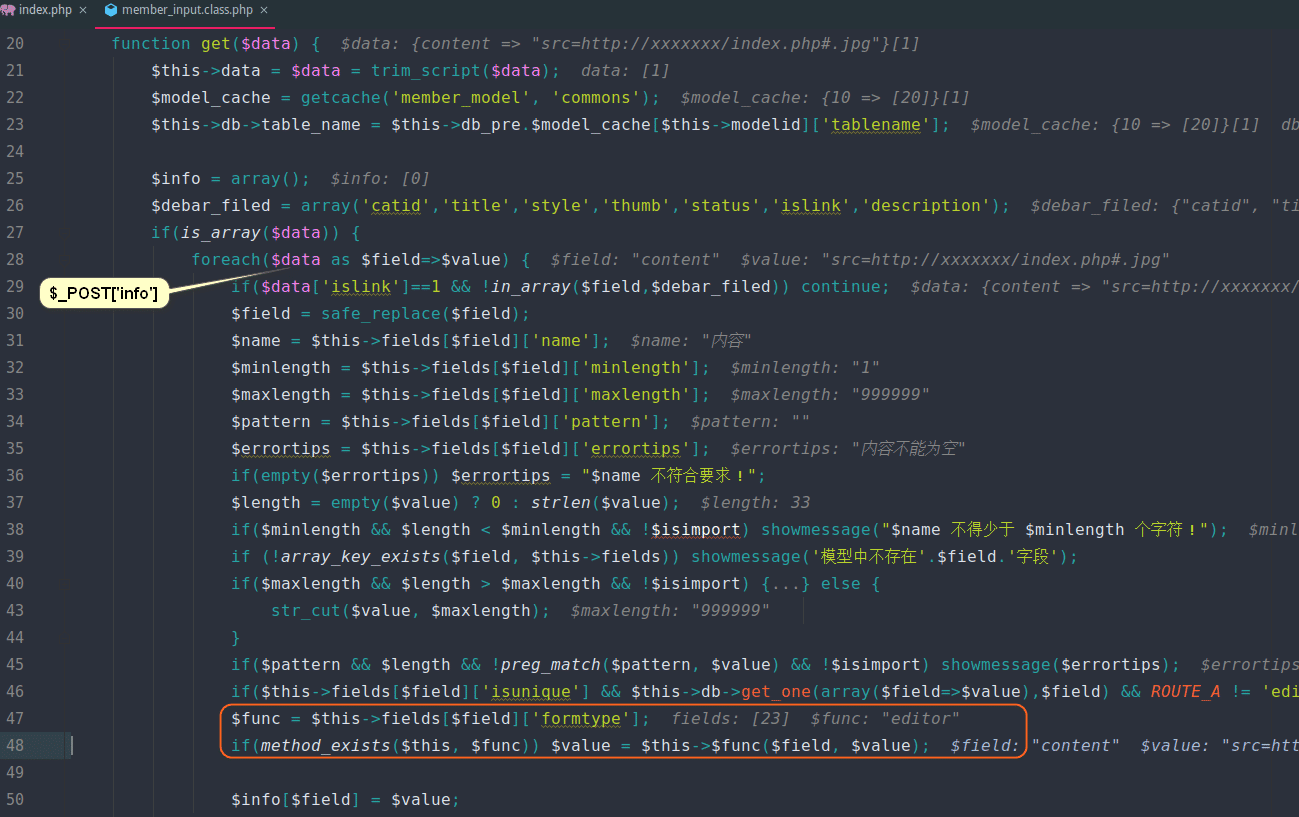 index.php × member_input.class.php ×
20 function get($data) { $data: {content => "src=http://xxxxxxx/index.php#.jpg"}[1]
21 $this->data = $data = trim_script($data); data: [1]
22 $model_cache = getcache('member_model', 'commons'); $model_cache: {10 => [20]}[1]
23 $this->db->table_name = $this->db_pre.$model_cache[$this->modelid]['tablename']; $model_cache: {10 => [20]}[1] db
24
25 $info = array(); $info: [0]
26 $debar_filed = array('catid','title','style','thumb','status','islink','description'); $debar_filed: {"catid", "ti
27 if(is_array($data)) {
28 foreach($data as $field=>$value) { $field: "content" $value: "src=http://xxxxxxx/index.php#.jpg"
$_POST['info']
29 if($data['islink']==1 && !in_array($field,$debar_filed)) continue; $data: {content => "src=http://xxxxxxx/
30 $field = safe_replace($field);
31 $name = $this->fields[$field]['name']; $name: "内容"
32 $minlength = $this->fields[$field]['minlength']; $minlength: "1"
33 $maxlength = $this->fields[$field]['maxlength']; $maxlength: "999999"
34 $pattern = $this->fields[$field]['pattern']; $pattern: ""
35 $errortips = $this->fields[$field]['errortips']; $errortips: "内容不能为空"
36 if(empty($errortips)) $errortips = "$name 不符合要求！";
37 $length = empty($value) ? 0 : strlen($value); $length: 33
38 if($minlength && $length < $minlength && !$isimport) showmessage("$name 不得少于 $minlength 个字符！"); $minl
39 if (!array_key_exists($field, $this->fields)) showmessage('模型中不存在'.$field.'字段');
40 if($maxlength && $length > $maxlength && !$isimport) {...} else {
43 str_cut($value, $maxlength); $maxlength: "999999"
44 }
45 if($pattern && $length && !preg_match($pattern, $value) && !$isimport) showmessage($errortips); $errortips
46 if($this->fields[$field]['isunique'] && $this->db->get_one(array($field=>$value),$field) && ROUTE_A != 'edi
47 $func = $this->fields[$field]['formtype']; fields: [23] $func: "editor"
48 if(method_exists($this, $func)) $value = $this->$func($field, $value); $field: "content" $value: "src=htt
49
50 $info[$field] = $value;